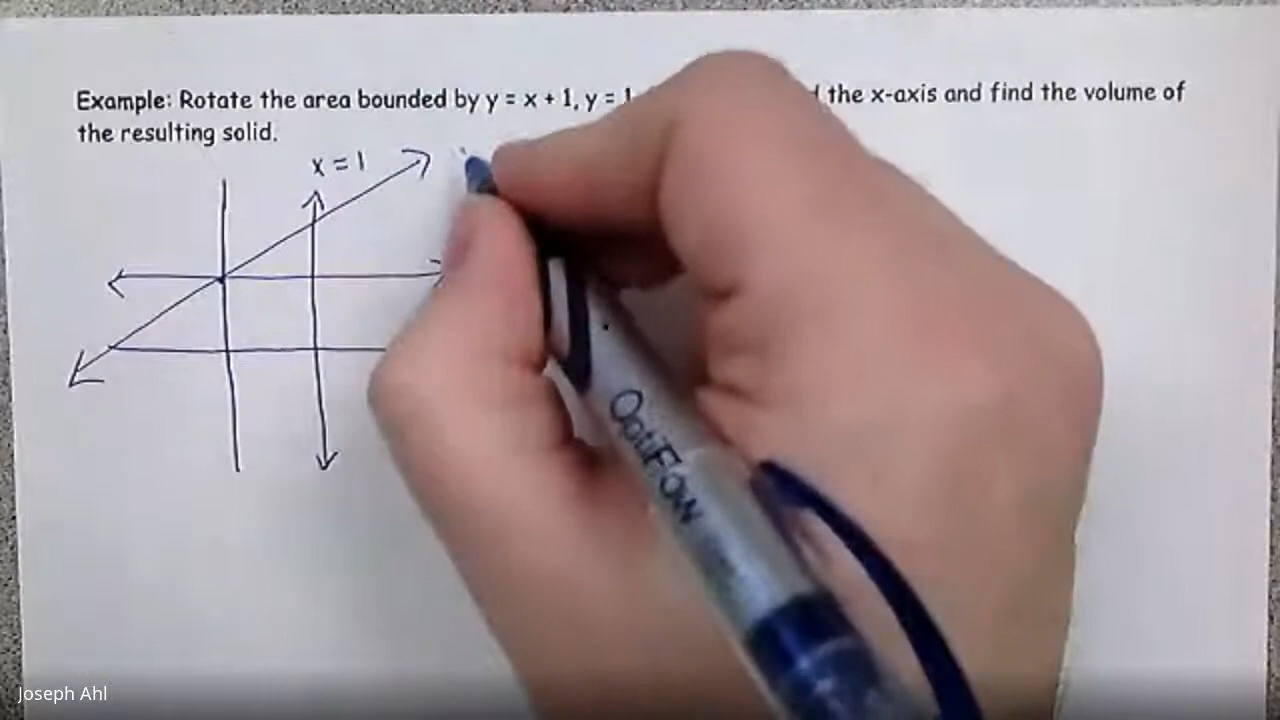 Example: Rotate the area bounded by y = x + 1, y = 1 the x-axis and find the volume of
the resulting solid.
x = 1
OptiFlow
Joseph Ahl